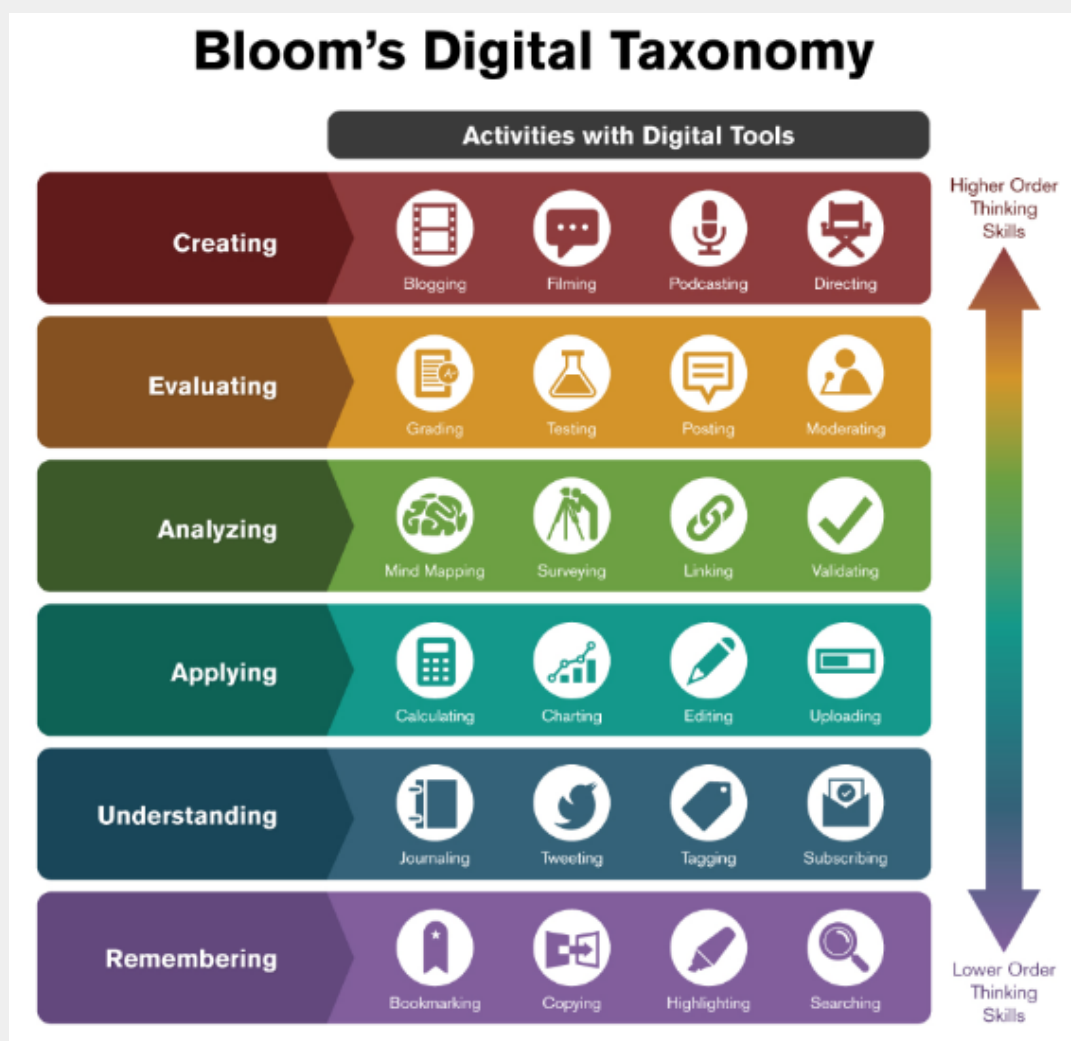 Bloom's Digital Taxonomy
Activities with Digital Tools
Higher Order
Thinking
Skills
Creating
Blogging Filming Podcasting Directing
Evaluating
A+
Grading Testing Posting Moderating
Analyzing
Mind Mapping Surveying Linking Validating
Applying
Calculating Charting Editing Uploading
Understanding
Journaling Tweeting Tagging Subscribing
Remembering
Bookmarking Copying Highlighting Searching
Lower Order
Thinking
Skills